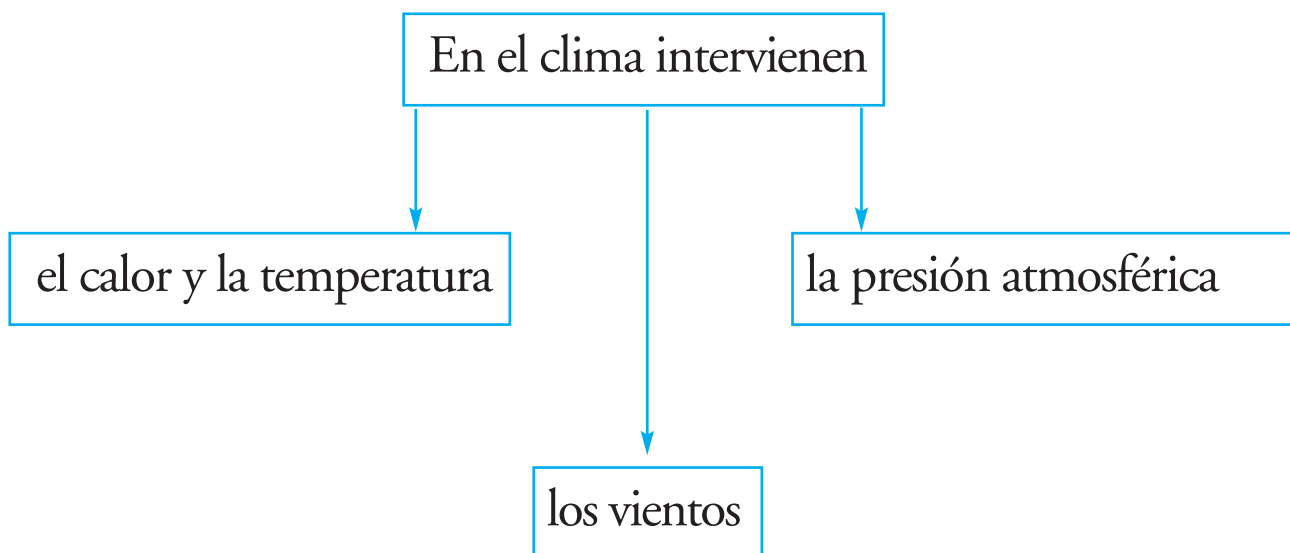 En el clima intervienen
el calor y la temperatura
la presión atmosférica
los vientos